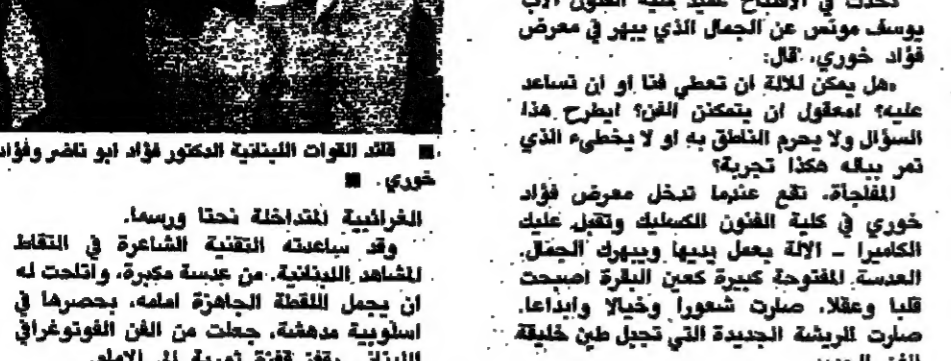 تحدث في الافتتاح عميد كلية الفنون الاب
يوسف مونس عن الجمال الذي يبهر في معرض
فؤاد خوري، قال:
«هل يمكن للآلة ان تعطي فنا او ان تساعد
عليه؟ امعقول ان يتمكنن الفن؟ ايطرح هذا
السؤال ولا يحرم الناطق به او لا يخطىء الذي
تمر بباله هكذا تجربة؟
المفاجأة، تقع عندما تدخل معرض فؤاد
خوري في كلية الفنون الكسليك وتقبل عليك
الكاميرا – الآلة يعمل بديها ويبهرك الجمال.
العدسة المفتوحة كبيرة كعين البقرة اصبحت
قلبا وعقلا، صارت شعورا وخيالا وابداعا.
صارت الريشة الجديدة التي تجبل طين خليقة
■ قائد القوات اللبنانية الدكتور فؤاد ابو ناضر وفؤاد
خوري. ■
الغرائبية المتداخلة نحتا ورسما.
وقد ساعدته التقنية الشاعرة في التقاط
المشاهد اللبنانية، من عدسة مكبرة، واتاحت له
ان يجمل اللقطة الجاهزة امامه، بحصرها في
اسلوبية مدهشة، جعلت من الفن الفوتوغرافي